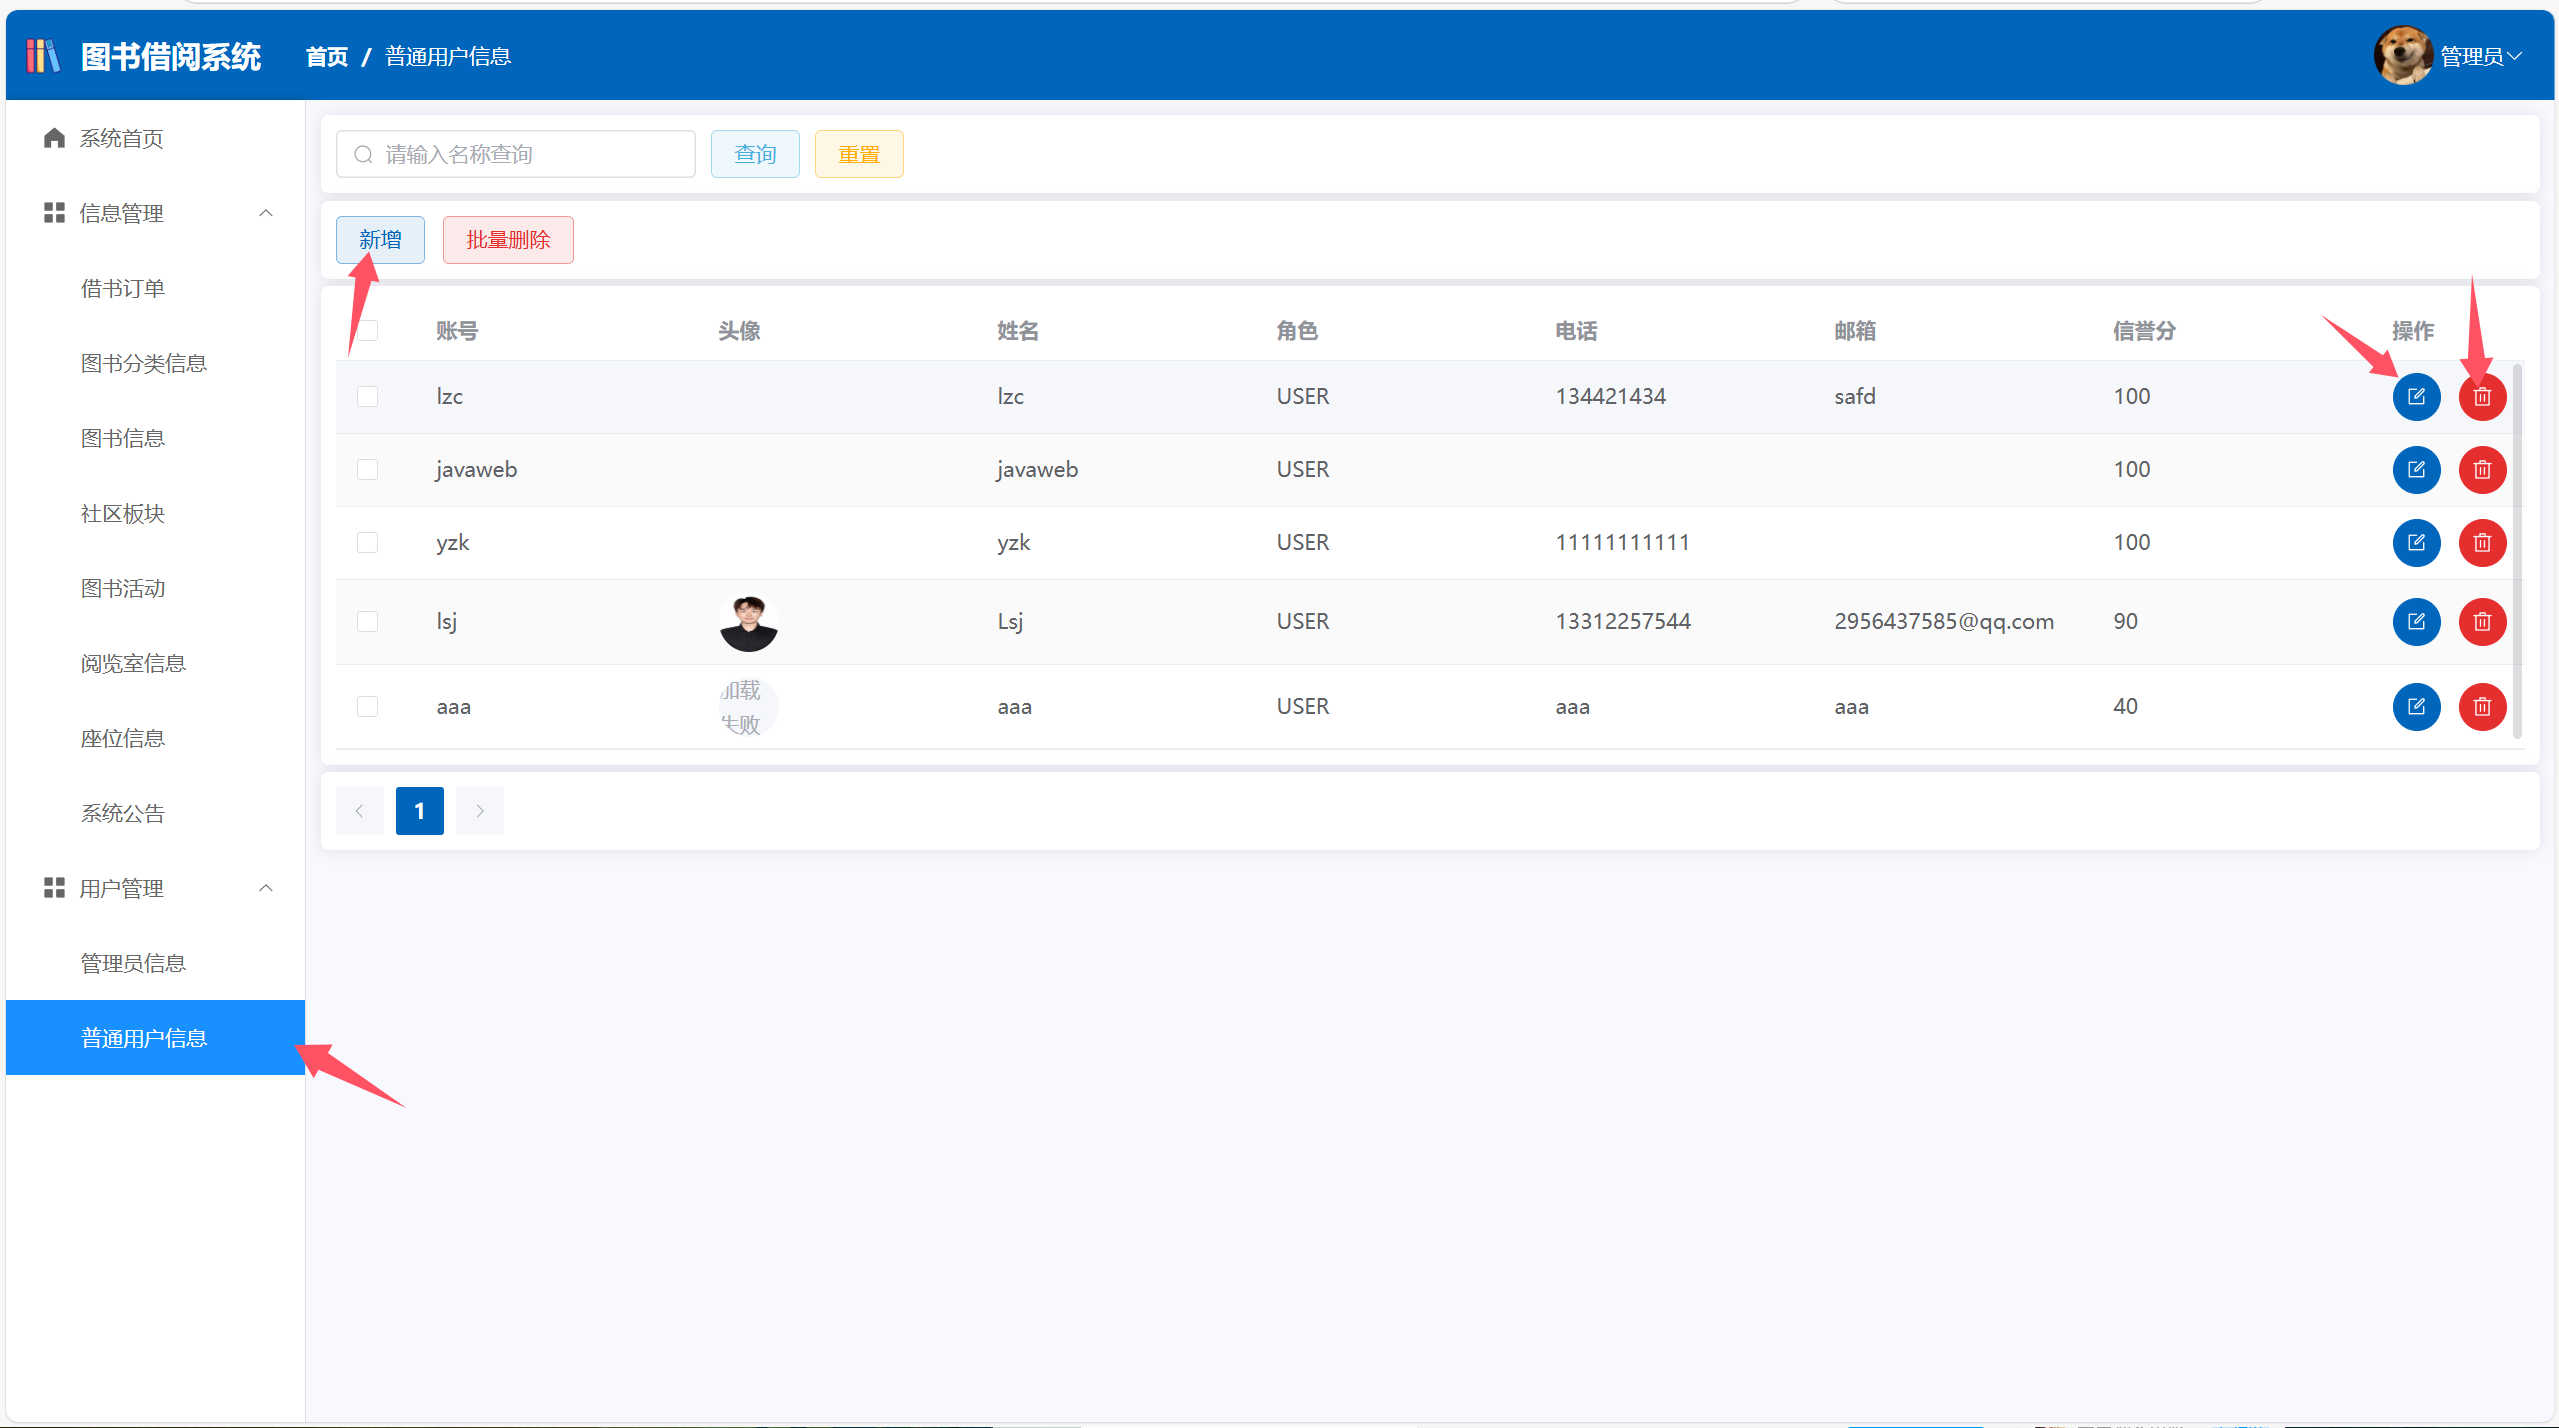 图书借阅系统 首页 / 普通用户信息 管理员
系统首页
信息管理
借书订单
图书分类信息
图书信息
社区板块
图书活动
阅览室信息
座位信息
系统公告
用户管理
管理员信息
普通用户信息
请输入名称查询 查询 重置
新增 批量删除
账号 头像 姓名 角色 电话 邮箱 信誉分 操作
lzc lzc USER 134421434 safd 100
javaweb javaweb USER 100
yzk yzk USER 11111111111 100
lsj Lsj USER 13312257544 2956437585@qq.com 90
aaa 加载失败 aaa USER aaa aaa 40
1